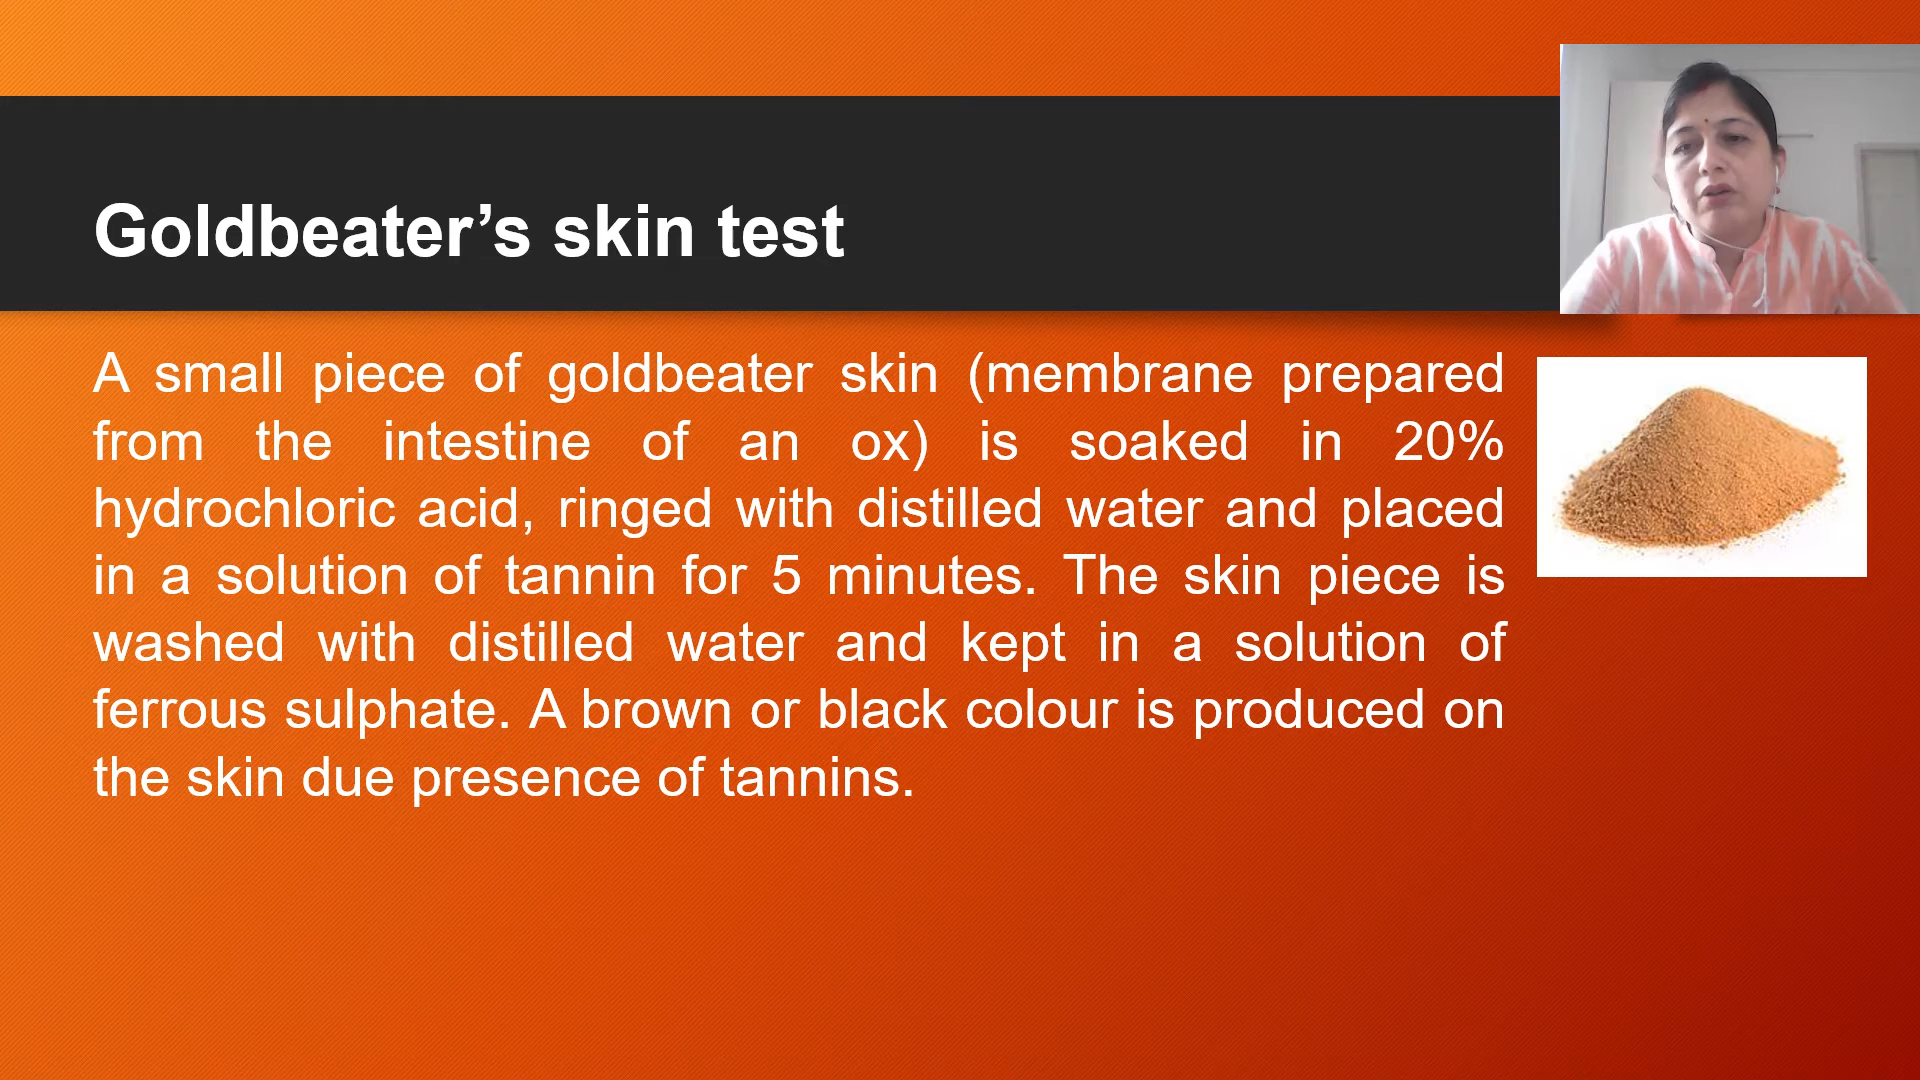 Goldbeater’s skin test
A small piece of goldbeater skin (membrane prepared
from the intestine of an ox) is soaked in 20%
hydrochloric acid, ringed with distilled water and placed
in a solution of tannin for 5 minutes. The skin piece is
washed with distilled water and kept in a solution of
ferrous sulphate. A brown or black colour is produced on
the skin due presence of tannins.